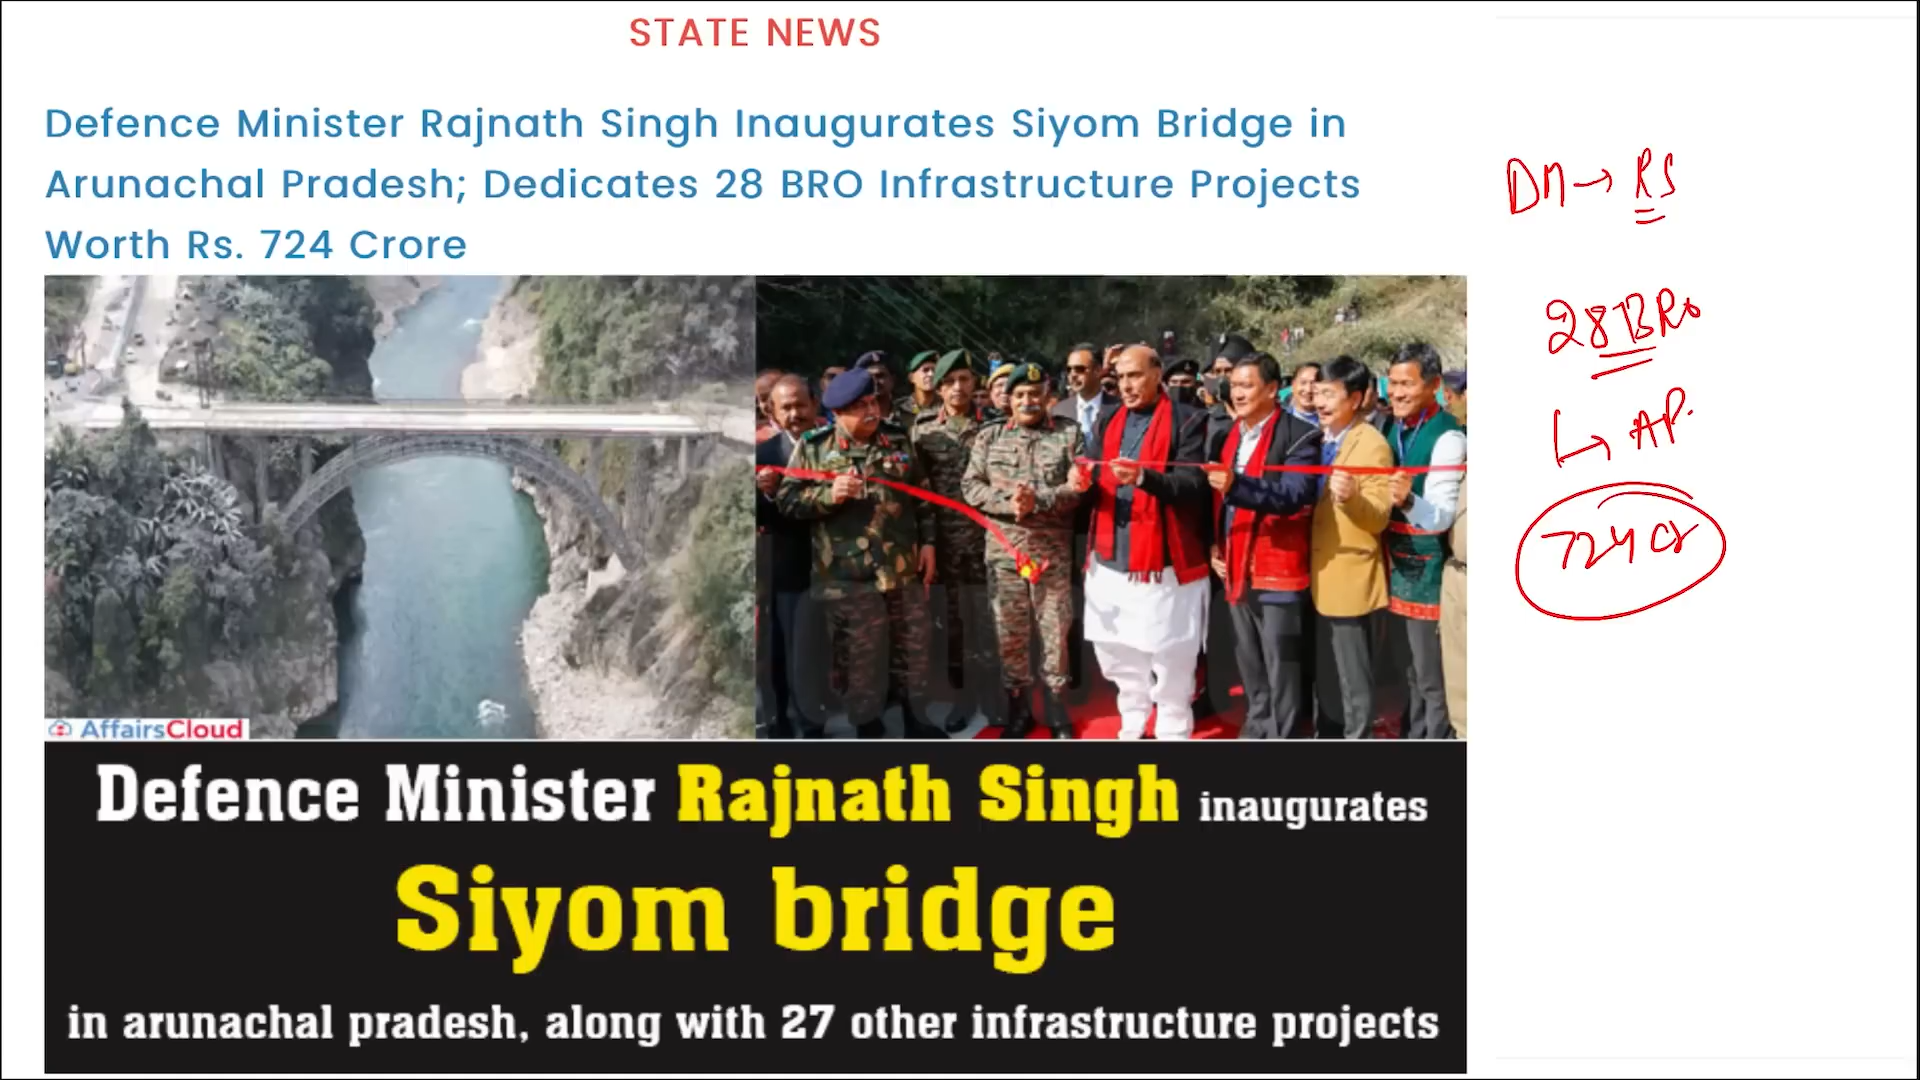 STATE NEWS
Defence Minister Rajnath Singh Inaugurates Siyom Bridge in
Arunachal Pradesh; Dedicates 28 BRO Infrastructure Projects
Worth Rs. 724 Crore
DM → RS
28 BRO
↳ AP.
724 Cr
AffairsCloud
Defence Minister Rajnath Singh inaugurates
Siyom bridge
in arunachal pradesh, along with 27 other infrastructure projects